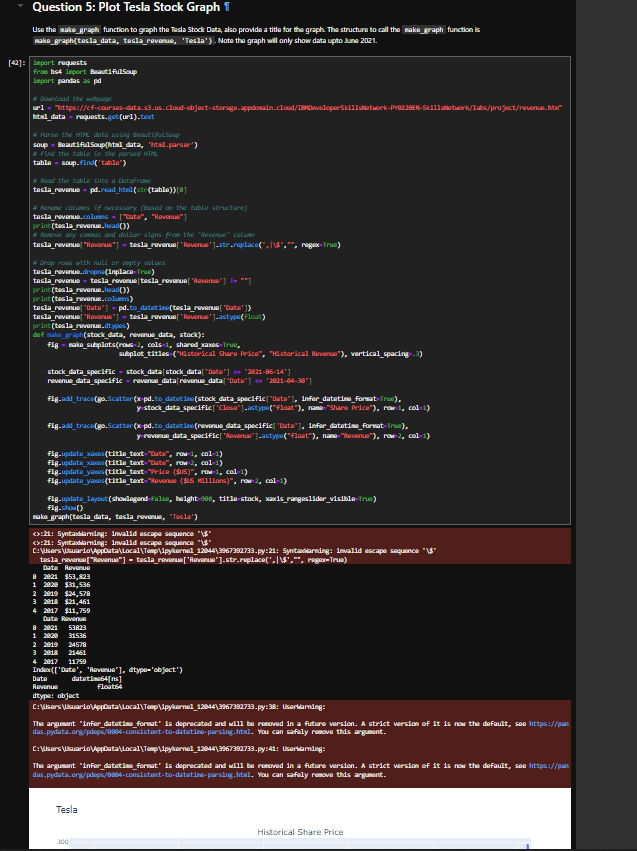 Question 5: Plot Tesla Stock Graph ¶
Use the make_graph function to graph the Tesla Stock Data, also provide a title for the graph. The structure to call the make_graph function is
make_graph(tesla_data, tesla_revenue, 'Tesla'). Note the graph will only show data upto June 2021.
[42]: import requests
from bs4 import BeautifulSoup
import pandas as pd
# Download the webpage
url = "https://cf-courses-data.s3.us.cloud-object-storage.appdomain.cloud/IBMDeveloperSkillsNetwork-PY0220EN-SkillsNetwork/labs/project/revenue.htm"
html_data = requests.get(url).text
# Parse the HTML data using BeautifulSoup
soup = BeautifulSoup(html_data, 'html.parser')
# Find the table in the parsed HTML
table = soup.find('table')
# Read the table into a DataFrame
tesla_revenue = pd.read_html(str(table))[0]
# Rename columns if necessary (based on the table structure)
tesla_revenue.columns = ["Date", "Revenue"]
print(tesla_revenue.head())
# Remove any commas and dollar signs from the 'Revenue' column
tesla_revenue["Revenue"] = tesla_revenue['Revenue'].str.replace(',|\$',"", regex=True)
# Drop rows with null or empty values
tesla_revenue.dropna(inplace=True)
tesla_revenue = tesla_revenue[tesla_revenue['Revenue'] != ""]
print(tesla_revenue.head())
print(tesla_revenue.columns)
tesla_revenue['Date'] = pd.to_datetime(tesla_revenue['Date'])
tesla_revenue['Revenue'] = tesla_revenue['Revenue'].astype(float)
print(tesla_revenue.dtypes)
def make_graph(stock_data, revenue_data, stock):
fig = make_subplots(rows=2, cols=1, shared_xaxes=True,
subplot_titles=("Historical Share Price", "Historical Revenue"), vertical_spacing=.3)
stock_data_specific = stock_data[stock_data['Date'] <= '2021-06-14']
revenue_data_specific = revenue_data[revenue_data['Date'] <= '2021-04-30']
fig.add_trace(go.Scatter(x=pd.to_datetime(stock_data_specific['Date'], infer_datetime_format=True),
y=stock_data_specific['Close'].astype("float"), name="Share Price"), row=1, col=1)
fig.add_trace(go.Scatter(x=pd.to_datetime(revenue_data_specific['Date'], infer_datetime_format=True),
y=revenue_data_specific['Revenue'].astype("float"), name="Revenue"), row=2, col=1)
fig.update_xaxes(title_text="Date", row=1, col=1)
fig.update_xaxes(title_text="Date", row=2, col=1)
fig.update_yaxes(title_text="Price ($US)", row=1, col=1)
fig.update_yaxes(title_text="Revenue ($US Millions)", row=2, col=1)
fig.update_layout(showlegend=False, height=900, title=stock, xaxis_rangeslider_visible=True)
fig.show()
make_graph(tesla_data, tesla_revenue, 'Tesla')
<>:21: SyntaxWarning: invalid escape sequence '\$'
<>:21: SyntaxWarning: invalid escape sequence '\$'
C:\Users\Usuario\AppData\Local\Temp\ipykernel_12044\3967392733.py:21: SyntaxWarning: invalid escape sequence '\$'
tesla_revenue["Revenue"] = tesla_revenue['Revenue'].str.replace(',|\$',"", regex=True)
Date Revenue
0 2021 $53,823
1 2020 $31,536
2 2019 $24,578
3 2018 $21,461
4 2017 $11,759
Date Revenue
0 2021 53823
1 2020 31536
2 2019 24578
3 2018 21461
4 2017 11759
Index(['Date', 'Revenue'], dtype='object')
Date datetime64[ns]
Revenue float64
dtype: object
C:\Users\Usuario\AppData\Local\Temp\ipykernel_12044\3967392733.py:38: UserWarning:
The argument 'infer_datetime_format' is deprecated and will be removed in a future version. A strict version of it is now the default, see https://pan
das.pydata.org/pdeps/0004-consistent-to-datetime-parsing.html. You can safely remove this argument.
C:\Users\Usuario\AppData\Local\Temp\ipykernel_12044\3967392733.py:41: UserWarning:
The argument 'infer_datetime_format' is deprecated and will be removed in a future version. A strict version of it is now the default, see https://pan
das.pydata.org/pdeps/0004-consistent-to-datetime-parsing.html. You can safely remove this argument.
Tesla
Historical Share Price
300